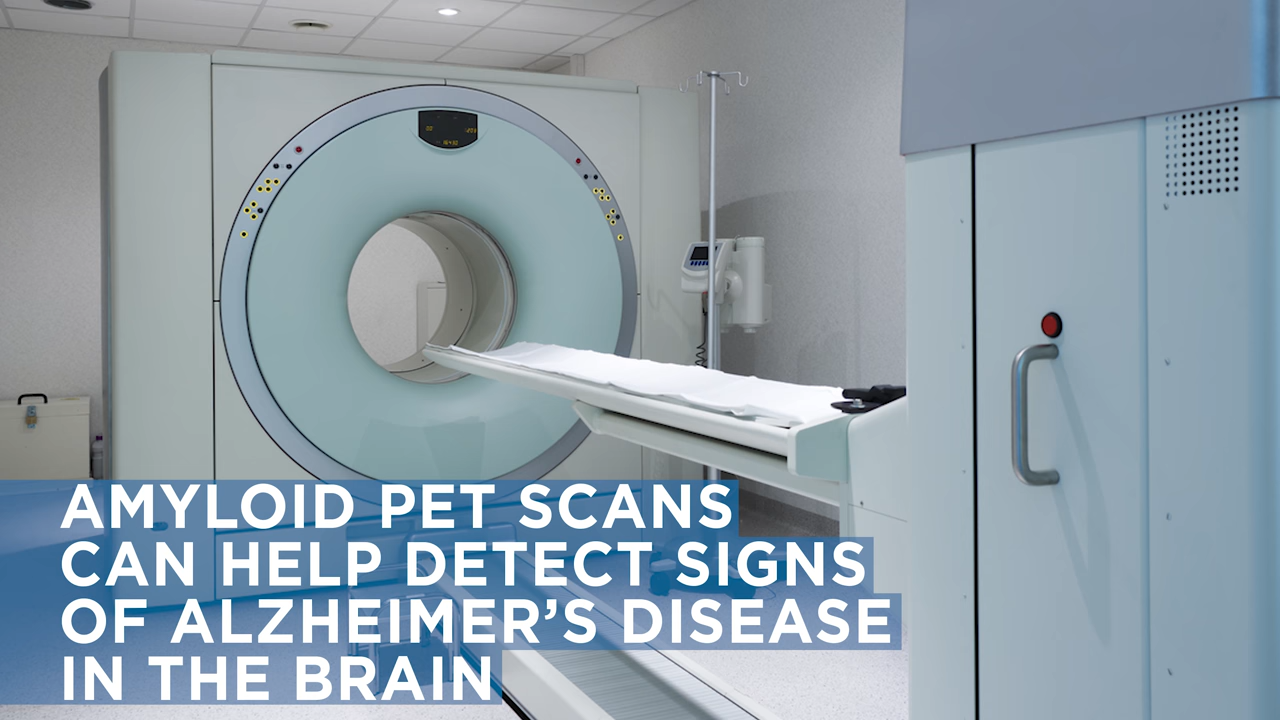 AMYLOID PET SCANS
CAN HELP DETECT SIGNS
OF ALZHEIMER’S DISEASE
IN THE BRAIN